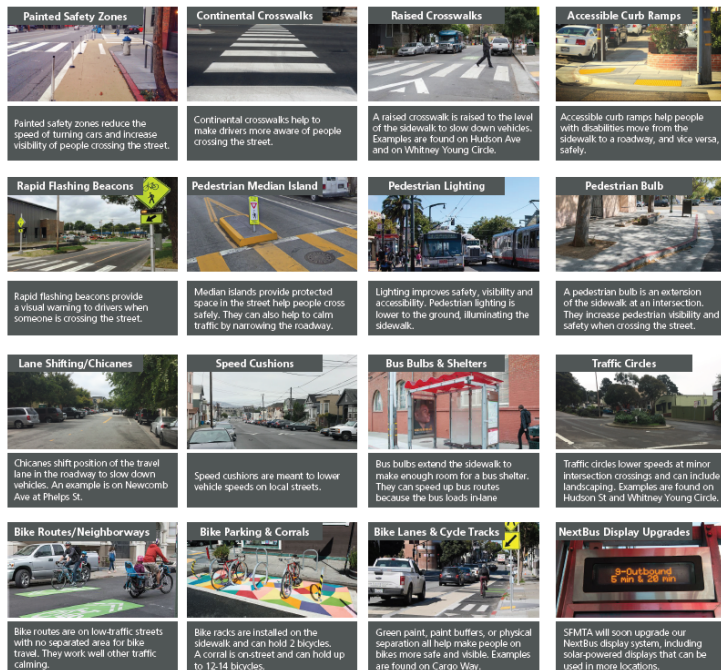 Painted Safety Zones
Painted safety zones reduce the
speed of turning cars and increase
visibility of people crossing the street.
Continental Crosswalks
Continental crosswalks help to
make drivers more aware of people
crossing the street.
Raised Crosswalks
A raised crosswalk is raised to the level
of the sidewalk to slow down vehicles.
Examples are found on Hudson Ave
and on Whitney Young Circle.
Accessible Curb Ramps
Accessible curb ramps help people
with disabilities move from the
sidewalk to a roadway, and vice versa,
safely.
Rapid Flashing Beacons
Rapid flashing beacons provide
a visual warning to drivers when
someone is crossing the street.
Pedestrian Median Island
Median islands provide protected
space in the street help people cross
safely. They can also help to calm
traffic by narrowing the roadway.
Pedestrian Lighting
Lighting improves safety, visibility and
accessibility. Pedestrian lighting is
lower to the ground, illuminating the
sidewalk.
Pedestrian Bulb
A pedestrian bulb is an extension
of the sidewalk at an intersection.
They increase pedestrian visibility and
safety when crossing the street.
Lane Shifting/Chicanes
Chicanes shift position of the travel
lane in the roadway to slow down
vehicles. An example is on Newcomb
Ave at Phelps St.
Speed Cushions
Speed cushions are meant to lower
vehicle speeds on local streets.
Bus Bulbs & Shelters
Bus bulbs extend the sidewalk to
make enough room for a bus shelter.
They can speed up bus routes
because the bus loads in-lane
Traffic Circles
Traffic circles lower speeds at minor
intersection crossings and can include
landscaping. Examples are found on
Hudson St and Whitney Young Circle.
Bike Routes/Neighborways
Bike routes are on low-traffic streets
with no separated area for bike
travel. They work well other traffic
calming.
Bike Parking & Corrals
Bike racks are installed on the
sidewalk and can hold 2 bicycles.
A corral is on-street and can hold up
to 12-14 bicycles.
Bike Lanes & Cycle Tracks
Green paint, paint buffers, or physical
separation all help make people on
bikes more safe and visible. Examples
are found on Cargo Way.
NextBus Display Upgrades
9-Outbound
5 min & 20 min
SFMTA will soon upgrade our
NextBus display system, including
solar-powered displays that can be
used in more locations.